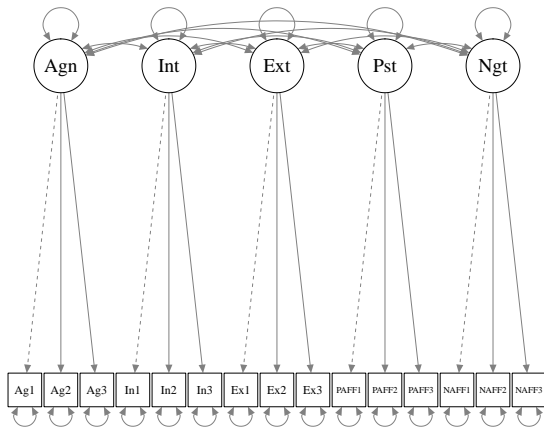 Agn Int Ext Pst Ngt
Ag1 Ag2 Ag3 In1 In2 In3 Ex1 Ex2 Ex3 PAFF1 PAFF2 PAFF3 NAFF1 NAFF2 NAFF3